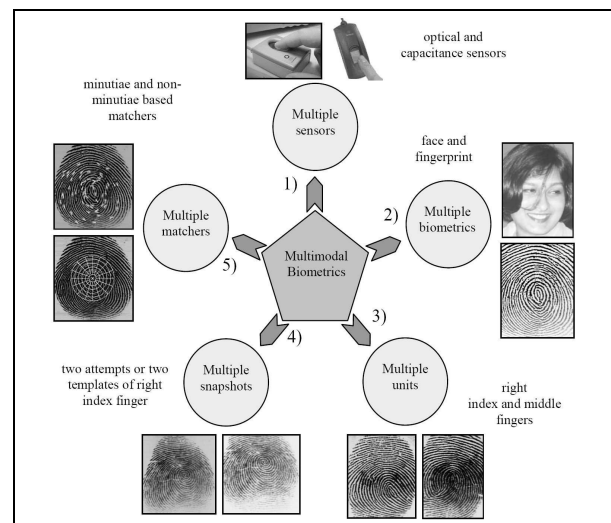 optical and
capacitance sensors
minutiae and non-
minutiae based
matchers
Multiple
sensors
face and
fingerprint
1)
2)
Multiple
biometrics
Multiple
matchers
5)
Multimodal
Biometrics
3)
4)
two attempts or two
templates of right
index finger
Multiple
snapshots
Multiple
units
right
index and middle
fingers